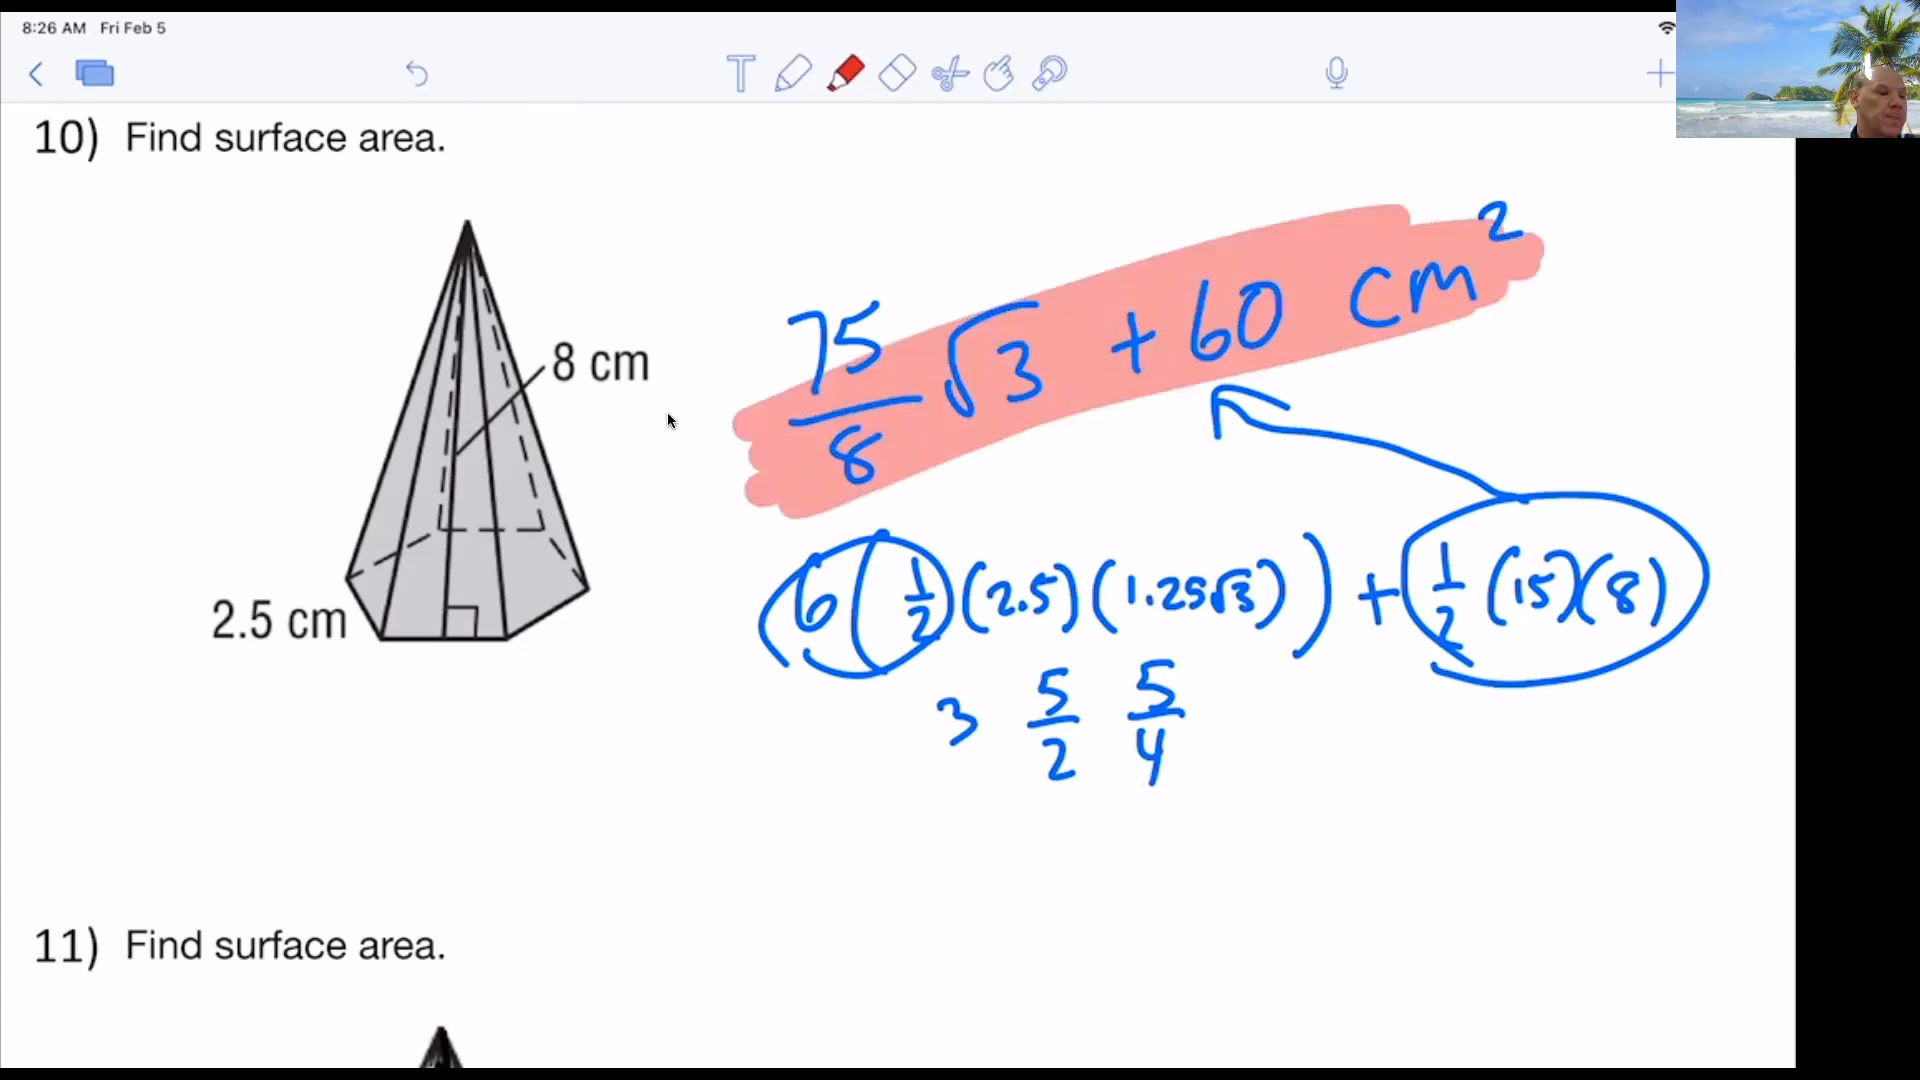 8:26 AM Fri Feb 5
T
10) Find surface area.
8 cm
2.5 cm
75/8 √3 + 60 cm²
6(1/2(2.5)(1.25√3)) + 1/2(15)(8)
3 5/2 5/4
11) Find surface area.